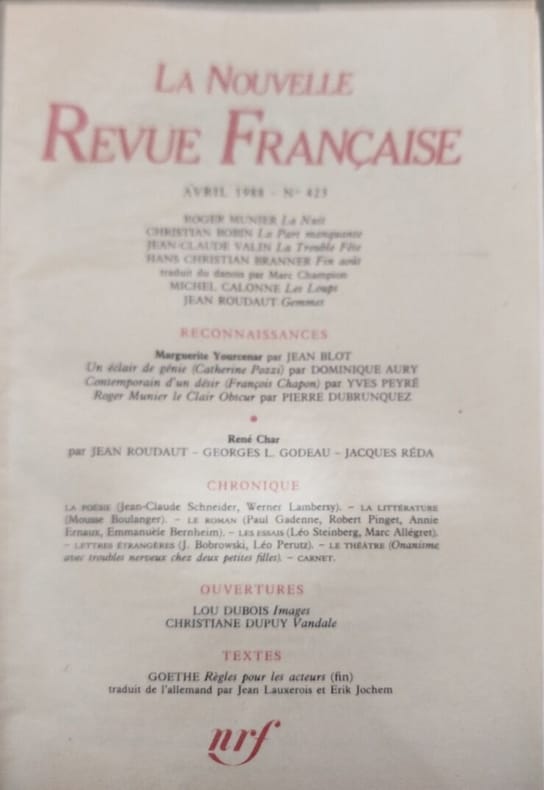 LA NOUVELLE
REVUE FRANÇAISE
AVRIL 1988 - N° 423
ROGER MUNIER La Nuit
CHRISTIAN BOBIN La Part manquante
JEAN-CLAUDE VALIN La Trouble Fête
HANS CHRISTIAN BRANNER Fin août
traduit du danois par Marc Champion
MICHEL CALONNE Les Loups
JEAN ROUDAUT Gemmes
RECONNAISSANCES
Marguerite Yourcenar par JEAN BLOT
Un éclair de génie (Catherine Pozzi) par DOMINIQUE AURY
Contemporain d'un désir (François Chapon) par YVES PEYRÉ
Roger Munier le Clair Obscur par PIERRE DUBRUNQUEZ
•
René Char
par JEAN ROUDAUT – GEORGES L. GODEAU – JACQUES RÉDA
CHRONIQUE
LA POÉSIE (Jean-Claude Schneider, Werner Lambersy). – LA LITTÉRATURE
(Mousse Boulanger). – LE ROMAN (Paul Gadenne, Robert Pinget, Annie
Ernaux, Emmanuèle Bernheim). – LES ESSAIS (Léo Steinberg, Marc Allégret).
– LETTRES ÉTRANGÈRES (J. Bobrowski, Léo Perutz). – LE THÉÂTRE (Onanisme
avec troubles nerveux chez deux petites filles). – CARNET.
OUVERTURES
LOU DUBOIS Images
CHRISTIANE DUPUY Vandale
TEXTES
GOETHE Règles pour les acteurs (fin)
traduit de l'allemand par Jean Lauxerois et Erik Jochem
nrf